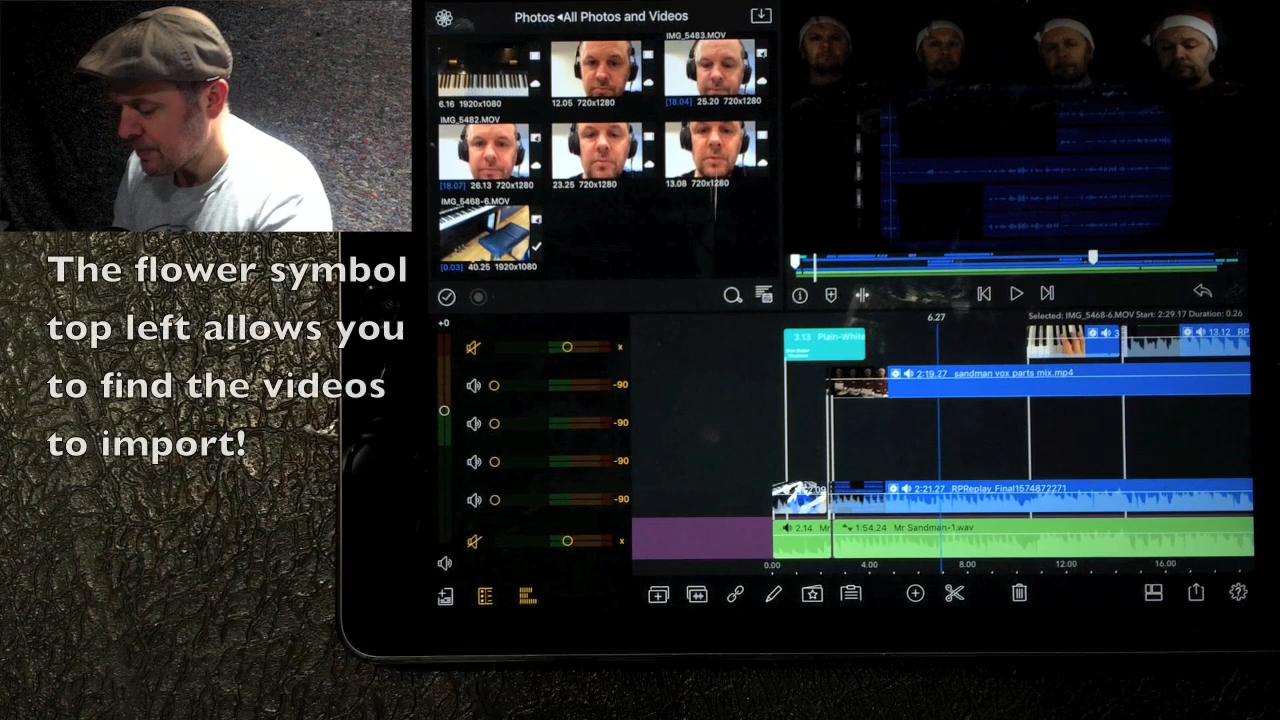 The flower symbol
top left allows you
to find the videos
to import!
Photos◂All Photos and Videos
IMG_5483.MOV
6.16 1920x1080
12.05 720x1280
[18.04] 25.20 720x1280
IMG_5482.MOV
[18.07] 26.13 720x1280
23.25 720x1280
13.08 720x1280
IMG_5468-6.MOV
[0.03] 40.25 1920x1080
+0
x
-90
-90
-90
-90
x
6.27
Selected: IMG_5468-6.MOV Start: 2:29.17 Duration: 0.26
3.13 Plain-White
3
13.12 RP
2:19.27 sandman vox parts mix.mp4
2:21.27 RPReplay_Final1574872271
2.14 Mr
1:54.24 Mr Sandman-1.wav
0.00 4.00 8.00 12.00 16.00